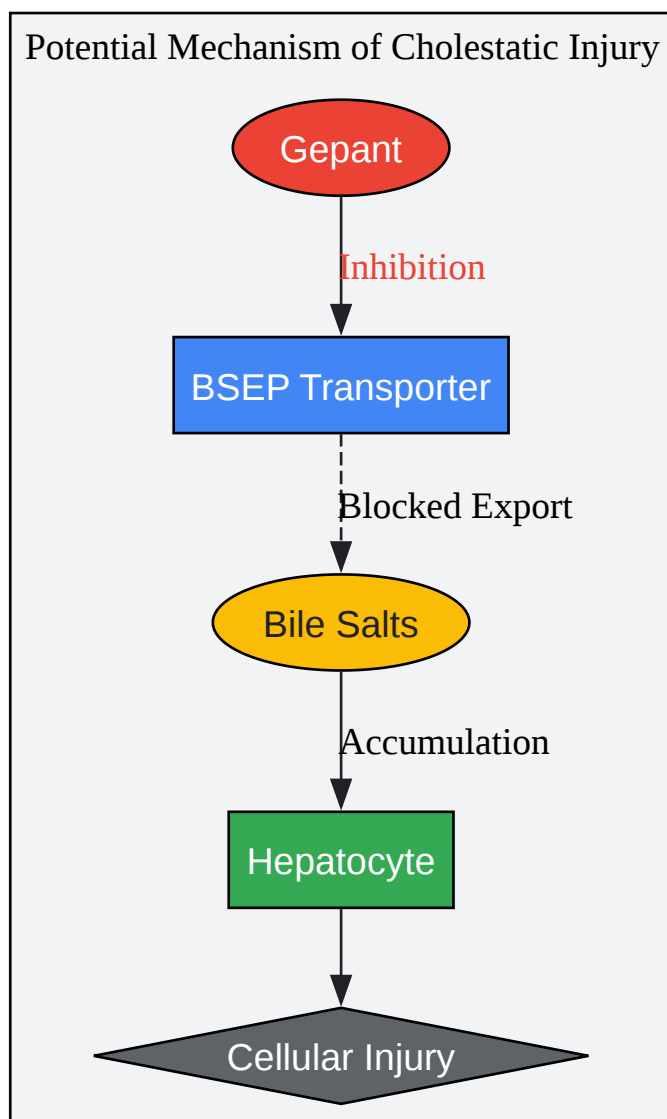 Potential Mechanism of Cholestatic Injury
Gepant
Inhibition
BSEP Transporter
Blocked Export
Bile Salts
Accumulation
Hepatocyte
Cellular Injury